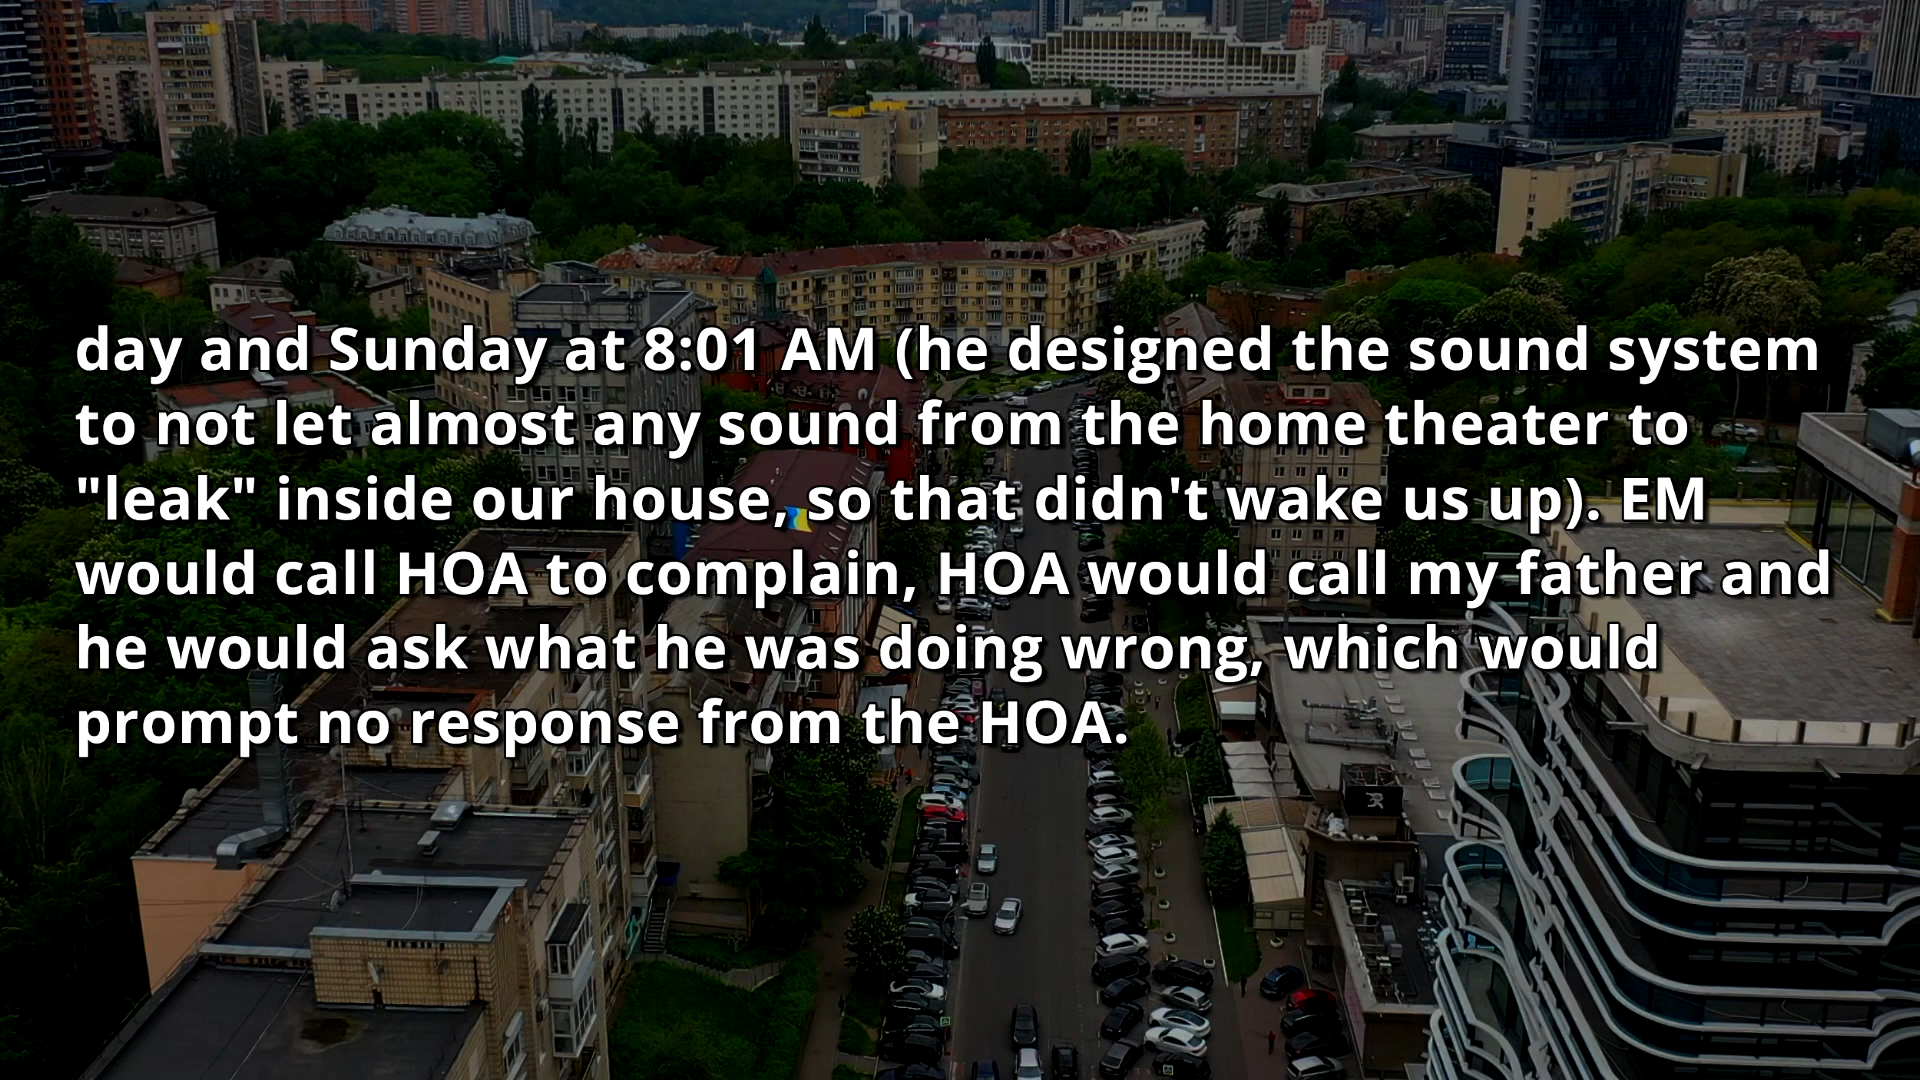 day and Sunday at 8:01 AM (he designed the sound system
to not let almost any sound from the home theater to
"leak" inside our house, so that didn't wake us up). EM
would call HOA to complain, HOA would call my father and
he would ask what he was doing wrong, which would
prompt no response from the HOA.